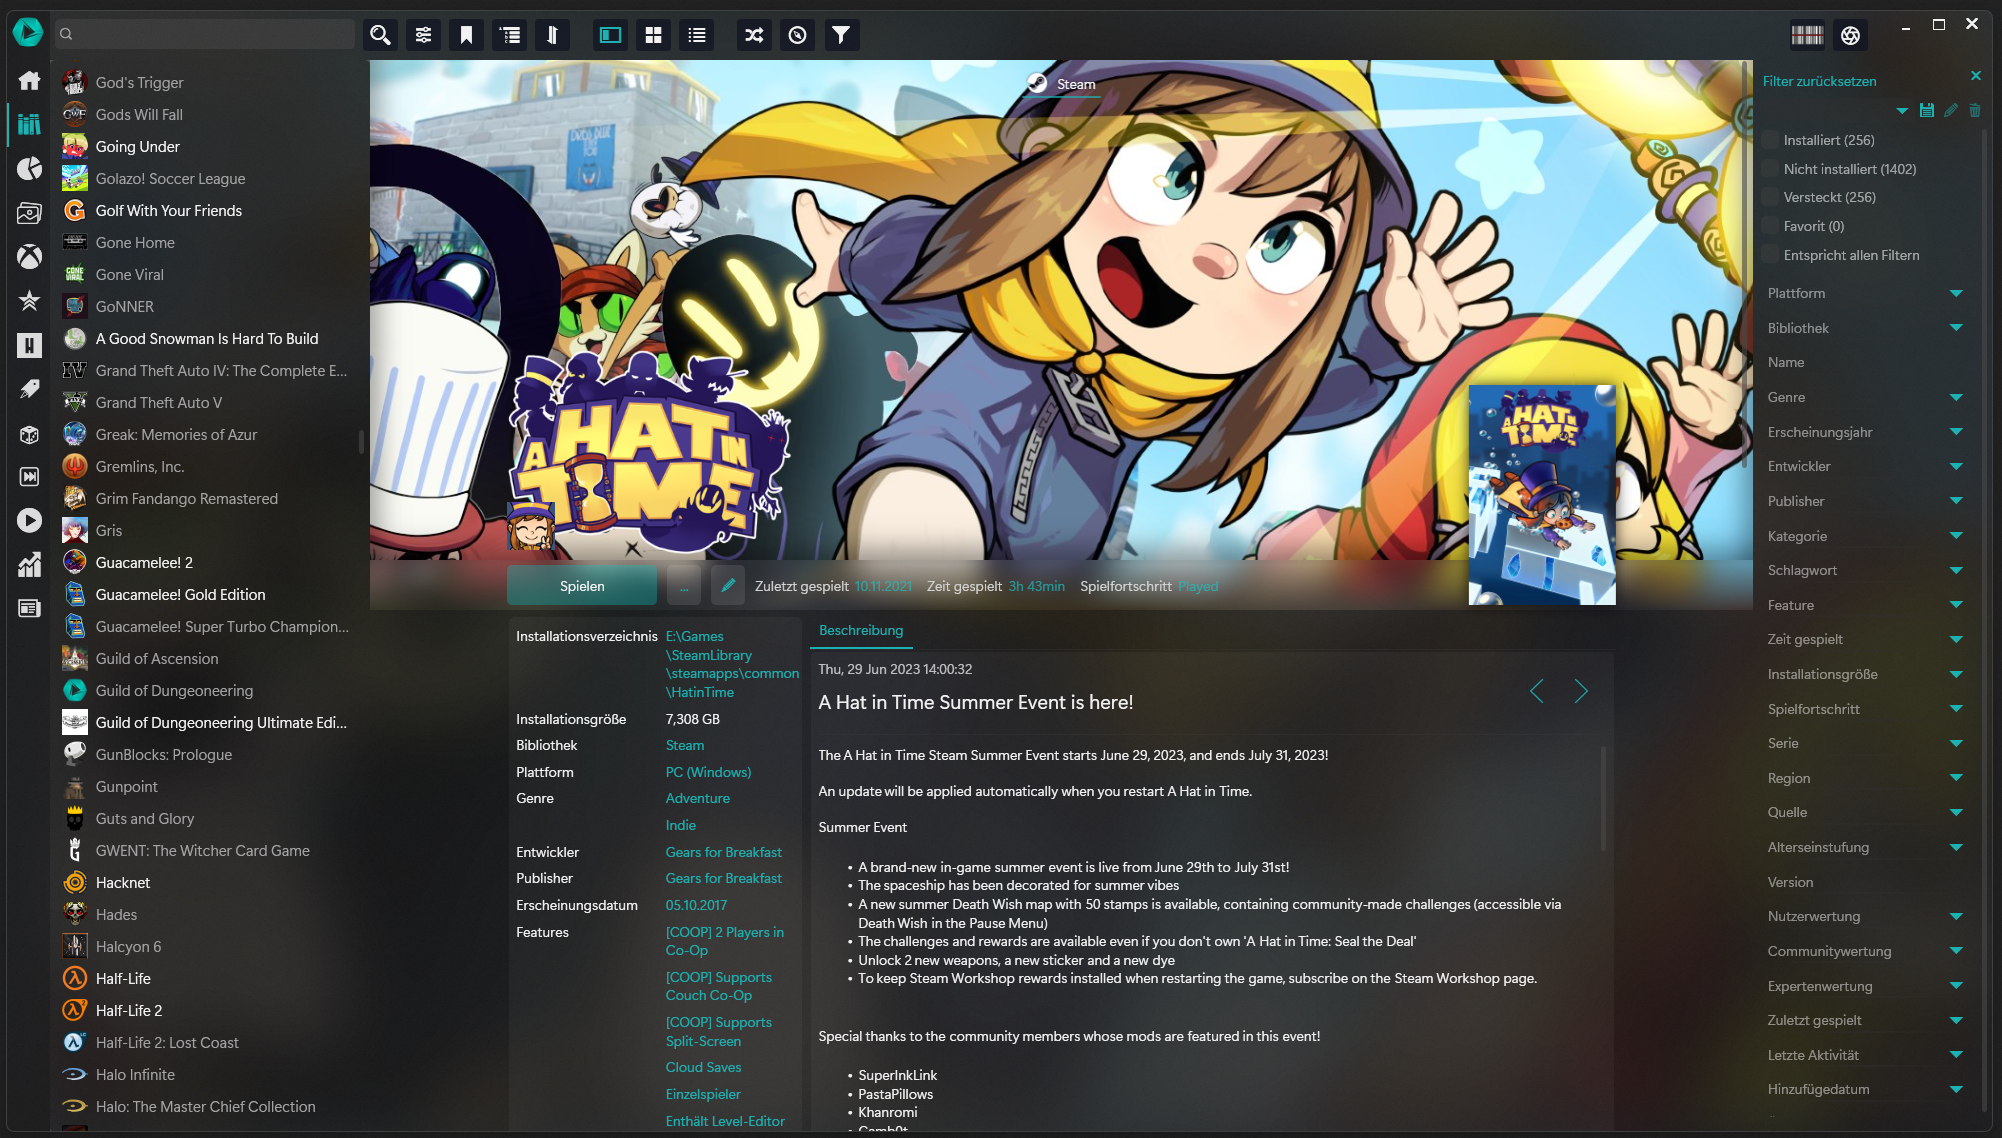 God's Trigger
Gods Will Fall
Going Under
Golazo! Soccer League
Golf With Your Friends
Gone Home
Gone Viral
GoNNER
A Good Snowman Is Hard To Build
Grand Theft Auto IV: The Complete E...
Grand Theft Auto V
Greak: Memories of Azur
Gremlins, Inc.
Grim Fandango Remastered
Gris
Guacamelee! 2
Guacamelee! Gold Edition
Guacamelee! Super Turbo Champion...
Guild of Ascension
Guild of Dungeoneering
Guild of Dungeoneering Ultimate Edi...
GunBlocks: Prologue
Gunpoint
Guts and Glory
GWENT: The Witcher Card Game
Hacknet
Hades
Halcyon 6
Half-Life
Half-Life 2
Half-Life 2: Lost Coast
Halo Infinite
Halo: The Master Chief Collection
Steam
A HAT IN TIME
A HAT IN TIME
Spielen
...
Zuletzt gespielt 10.11.2021 Zeit gespielt 3h 43min Spielfortschritt Played
Installationsverzeichnis E:\Games
\SteamLibrary
\steamapps\common
\HatinTime
Installationsgröße 7,308 GB
Bibliothek Steam
Plattform PC (Windows)
Genre Adventure
Indie
Entwickler Gears for Breakfast
Publisher Gears for Breakfast
Erscheinungsdatum 05.10.2017
Features [COOP] 2 Players in
Co-Op
[COOP] Supports
Couch Co-Op
[COOP] Supports
Split-Screen
Cloud Saves
Einzelspieler
Enthält Level-Editor
Beschreibung
Thu, 29 Jun 2023 14:00:32
A Hat in Time Summer Event is here!
The A Hat in Time Steam Summer Event starts June 29, 2023, and ends July 31, 2023!
An update will be applied automatically when you restart A Hat in Time.
Summer Event
• A brand-new in-game summer event is live from June 29th to July 31st!
• The spaceship has been decorated for summer vibes
• A new summer Death Wish map with 50 stamps is available, containing community-made challenges (accessible via
Death Wish in the Pause Menu)
• The challenges and rewards are available even if you don't own 'A Hat in Time: Seal the Deal'
• Unlock 2 new weapons, a new sticker and a new dye
• To keep Steam Workshop rewards installed when restarting the game, subscribe on the Steam Workshop page.
Special thanks to the community members whose mods are featured in this event!
• SuperInkLink
• PastaPillows
• Khanromi
Filter zurücksetzen
Installiert (256)
Nicht installiert (1402)
Versteckt (256)
Favorit (0)
Entspricht allen Filtern
Plattform
Bibliothek
Name
Genre
Erscheinungsjahr
Entwickler
Publisher
Kategorie
Schlagwort
Feature
Zeit gespielt
Installationsgröße
Spielfortschritt
Serie
Region
Quelle
Alterseinstufung
Version
Nutzerwertung
Communitywertung
Expertenwertung
Zuletzt gespielt
Letzte Aktivität
Hinzufügedatum